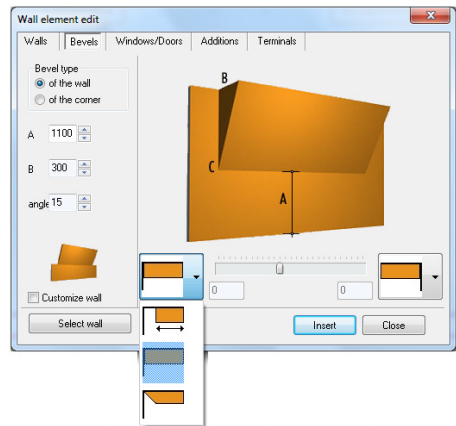 Wall element edit
Walls Bevels Windows/Doors Additions Terminals
Bevel type
of the wall
of the corner
A 1100
B 300
angle 15
B
C
A
0 0
Customize wall
Select wall
Insert Close